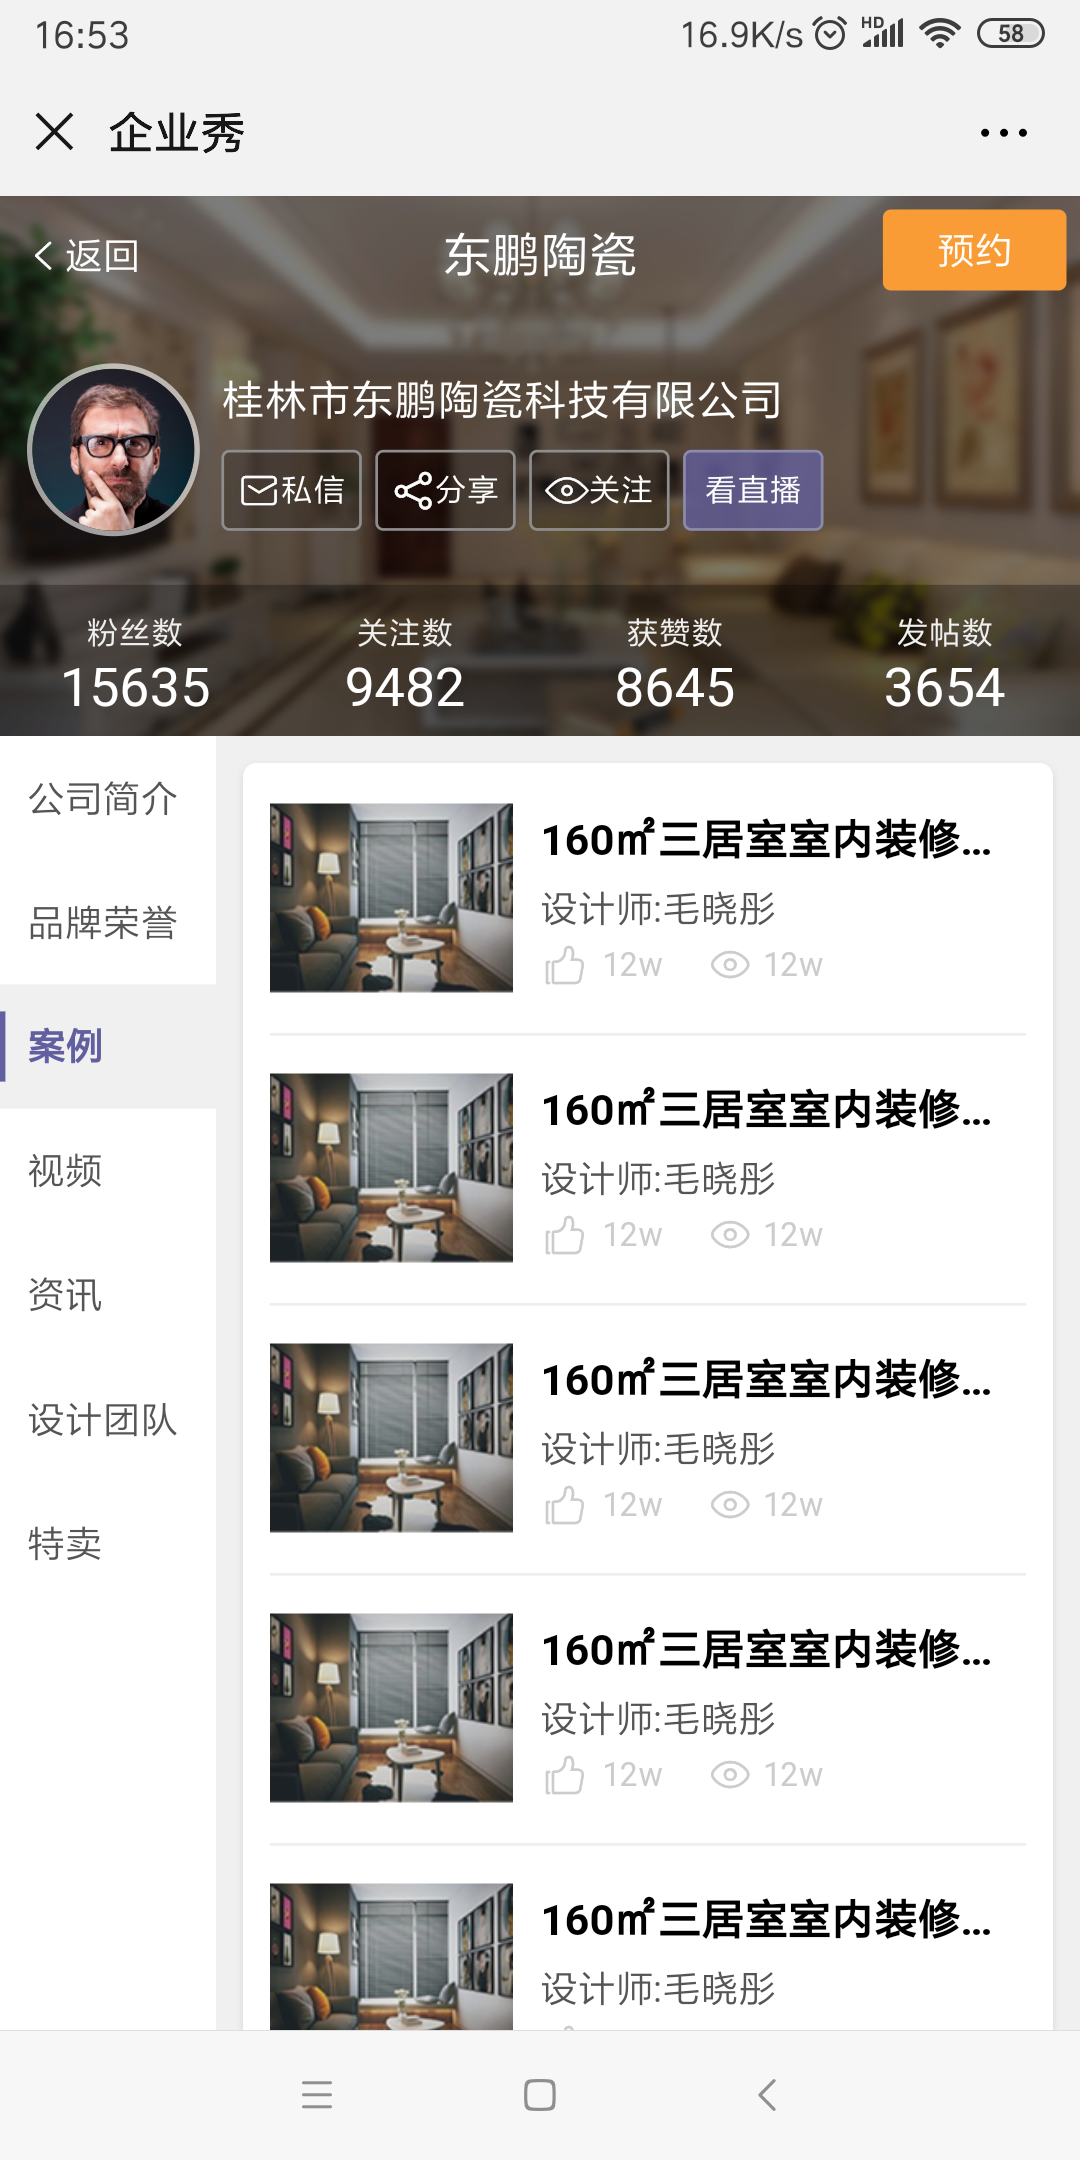 16:53
16.9K/s HD 58
企业秀
返回
东鹏陶瓷
预约
桂林市东鹏陶瓷科技有限公司
私信
分享
关注
看直播
粉丝数
15635
关注数
9482
获赞数
8645
发帖数
3654
公司简介
品牌荣誉
案例
视频
资讯
设计团队
特卖
160㎡三居室室内装修...
设计师:毛晓彤
12w 12w
160㎡三居室室内装修...
设计师:毛晓彤
12w 12w
160㎡三居室室内装修...
设计师:毛晓彤
12w 12w
160㎡三居室室内装修...
设计师:毛晓彤
12w 12w
160㎡三居室室内装修...
设计师:毛晓彤